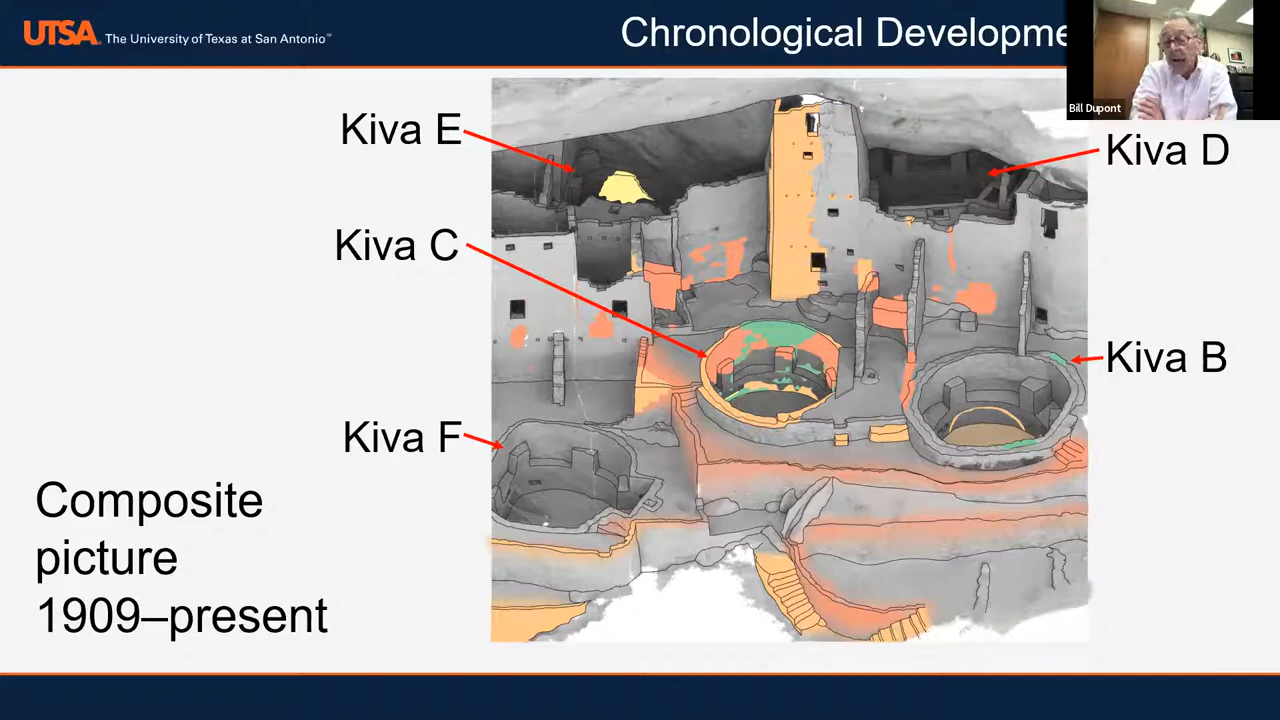 UTSA The University of Texas at San Antonio™
Chronological Developme
Bill Dupont
Kiva E
Kiva D
Kiva C
Kiva B
Kiva F
Composite
picture
1909–present